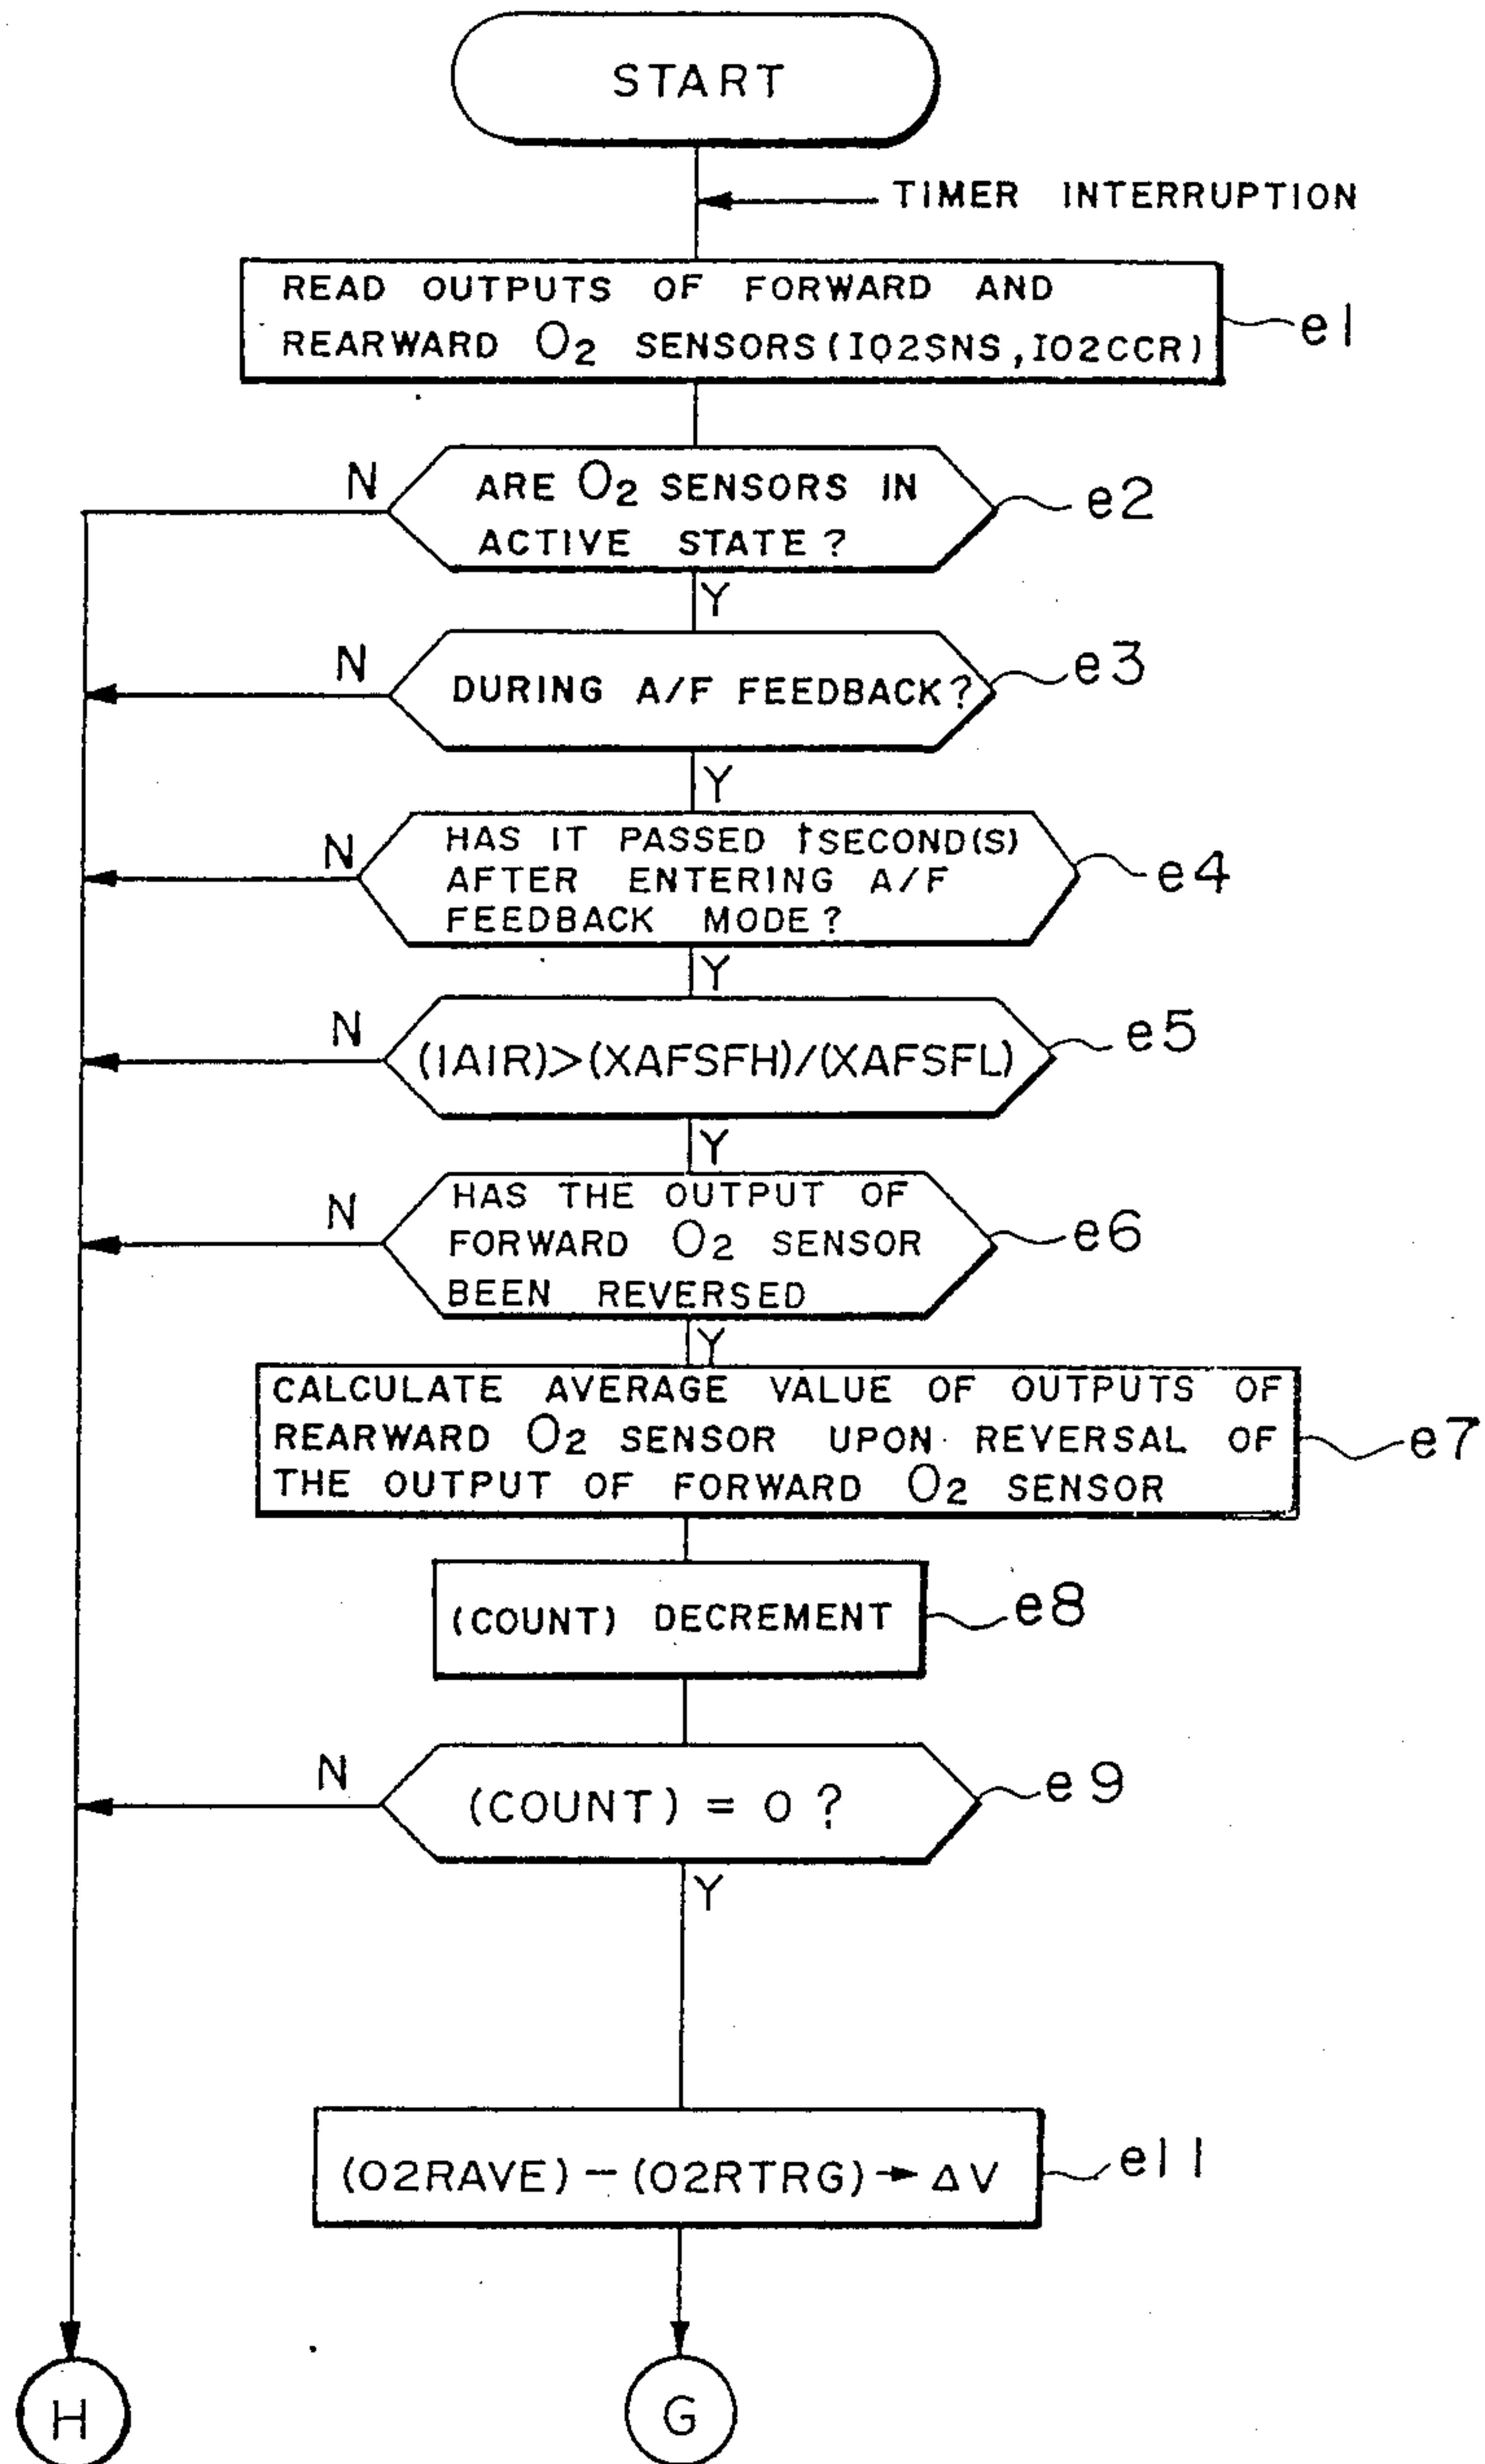 START
TIMER INTERRUPTION
READ OUTPUTS OF FORWARD AND
REARWARD O2 SENSORS(IO2SNS,IO2CCR)
e1
N
ARE O2 SENSORS IN
ACTIVE STATE?
e2
Y
N
DURING A/F FEEDBACK?
e3
Y
N
HAS IT PASSED tSECOND(S)
AFTER ENTERING A/F
FEEDBACK MODE?
e4
Y
N
(IAIR)>(XAFSFH)/(XAFSFL)
e5
Y
N
HAS THE OUTPUT OF
FORWARD O2 SENSOR
BEEN REVERSED
e6
Y
CALCULATE AVERAGE VALUE OF OUTPUTS OF
REARWARD O2 SENSOR UPON REVERSAL OF
THE OUTPUT OF FORWARD O2 SENSOR
e7
(COUNT) DECREMENT
e8
N
(COUNT) = 0 ?
e9
Y
(O2RAVE)-(O2RTRG)→ΔV
e11
H
G